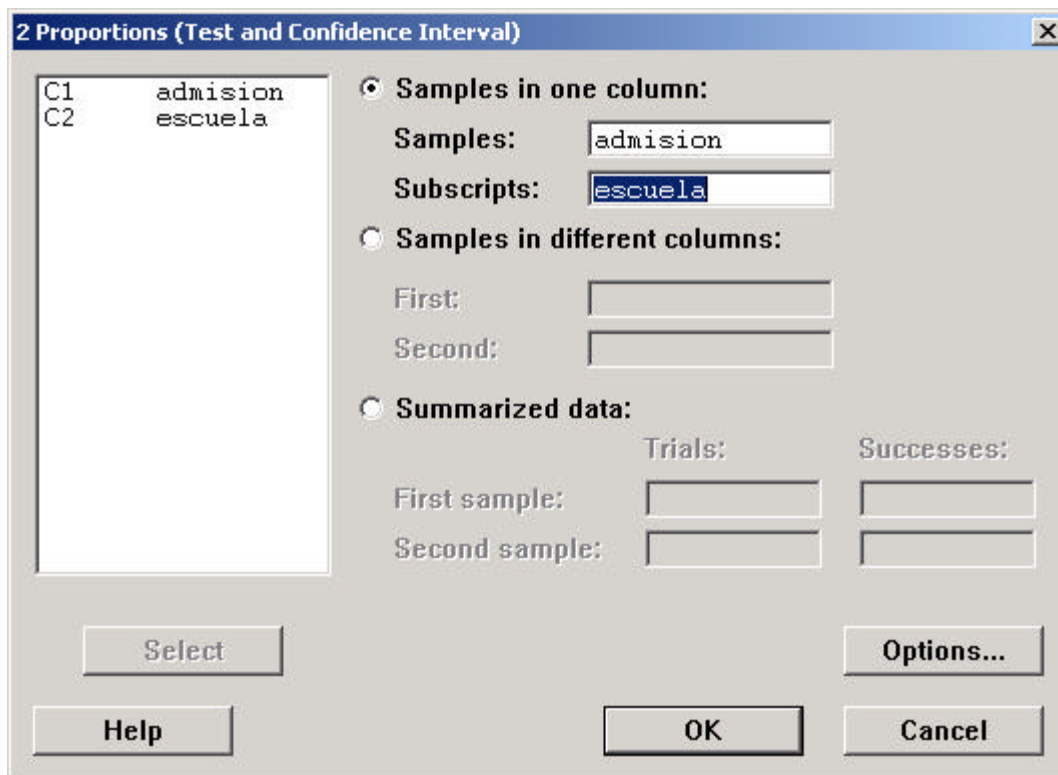 2 Proportions (Test and Confidence Interval)
C1 admision
C2 escuela
Samples in one column:
Samples: admision
Subscripts: escuela
Samples in different columns:
First:
Second:
Summarized data:
Trials: Successes:
First sample:
Second sample:
Select
Options...
Help
OK
Cancel